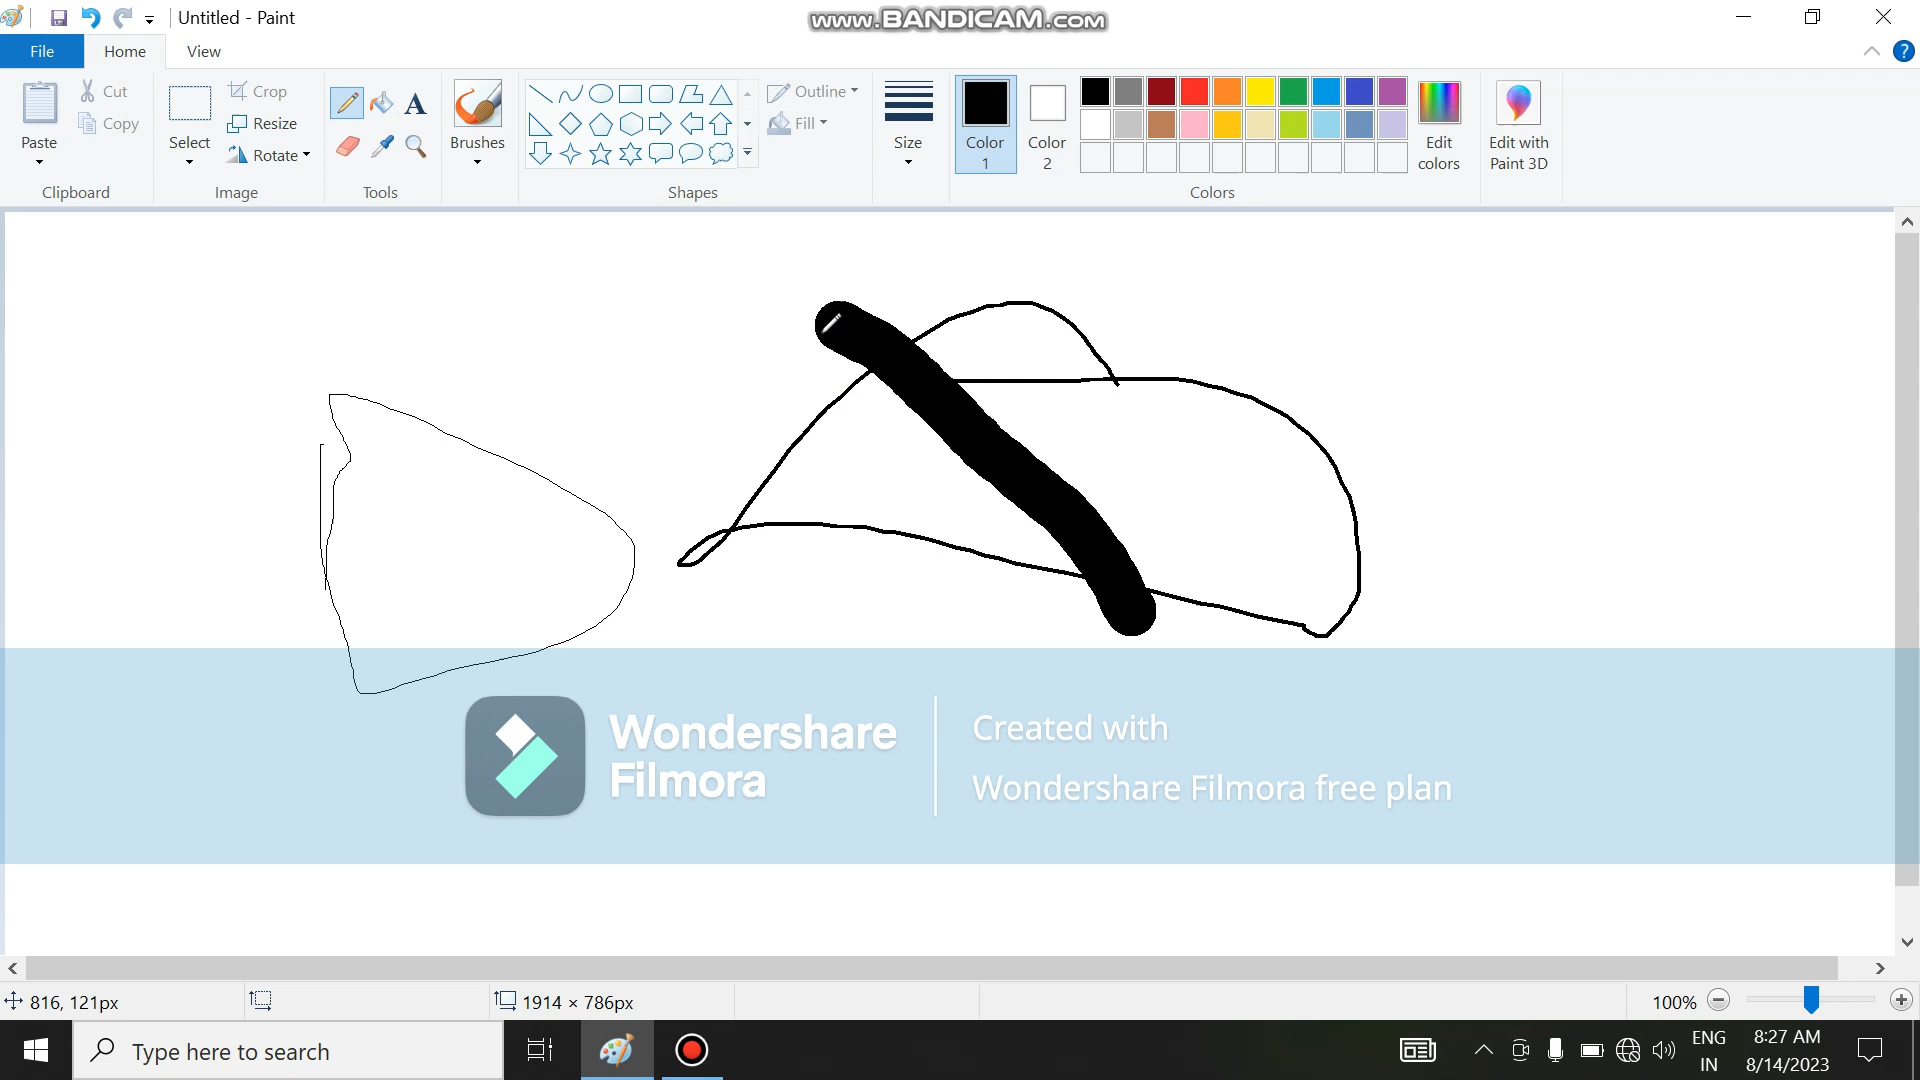 Untitled - Paint
www.BANDICAM.com
File
Home
View
Paste
Cut
Copy
Clipboard
Select
Crop
Resize
Rotate
Image
A
Tools
Brushes
Shapes
Outline
Fill
Size
Color
1
Color
2
Edit
colors
Colors
Edit with
Paint 3D
?
Wondershare
Filmora
Created with
Wondershare Filmora free plan
816, 121px
1914 × 786px
100%
Type here to search
ENG
IN
8:27 AM
8/14/2023